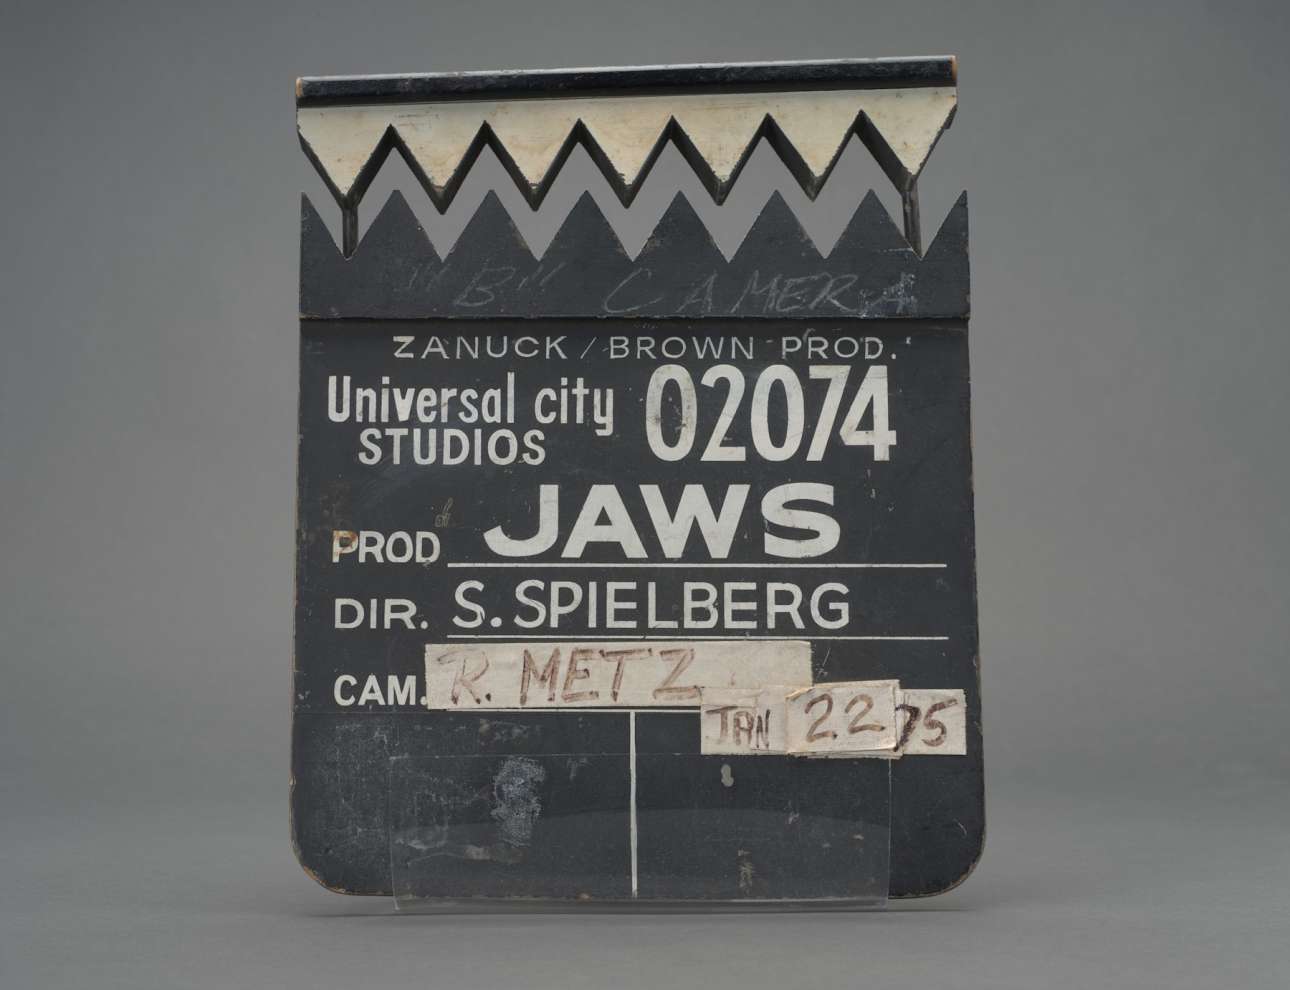 "B" CAMERA
ZANUCK / BROWN PROD.
Universal city 02074
STUDIOS
PROD JAWS
DIR. S. SPIELBERG
CAM. R. METZ
JAN 22 75